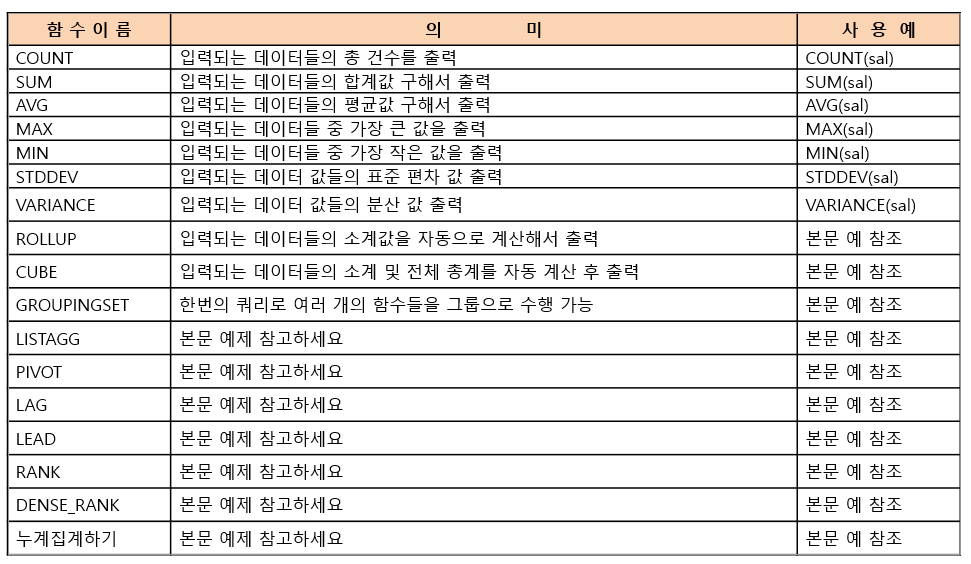 함 수 이 름 의 미 사 용 예
COUNT 입력되는 데이터들의 총 건수를 출력 COUNT(sal)
SUM 입력되는 데이터들의 합계값 구해서 출력 SUM(sal)
AVG 입력되는 데이터들의 평균값 구해서 출력 AVG(sal)
MAX 입력되는 데이터들 중 가장 큰 값을 출력 MAX(sal)
MIN 입력되는 데이터들 중 가장 작은 값을 출력 MIN(sal)
STDDEV 입력되는 데이터 값들의 표준 편차 값 출력 STDDEV(sal)
VARIANCE 입력되는 데이터 값들의 분산 값 출력 VARIANCE(sal)
ROLLUP 입력되는 데이터들의 소계값을 자동으로 계산해서 출력 본문 예 참조
CUBE 입력되는 데이터들의 소계 및 전체 총계를 자동 계산 후 출력 본문 예 참조
GROUPINGSET 한번의 쿼리로 여러 개의 함수들을 그룹으로 수행 가능 본문 예 참조
LISTAGG 본문 예제 참고하세요 본문 예 참조
PIVOT 본문 예제 참고하세요 본문 예 참조
LAG 본문 예제 참고하세요 본문 예 참조
LEAD 본문 예제 참고하세요 본문 예 참조
RANK 본문 예제 참고하세요 본문 예 참조
DENSE_RANK 본문 예제 참고하세요 본문 예 참조
누계집계하기 본문 예제 참고하세요 본문 예 참조